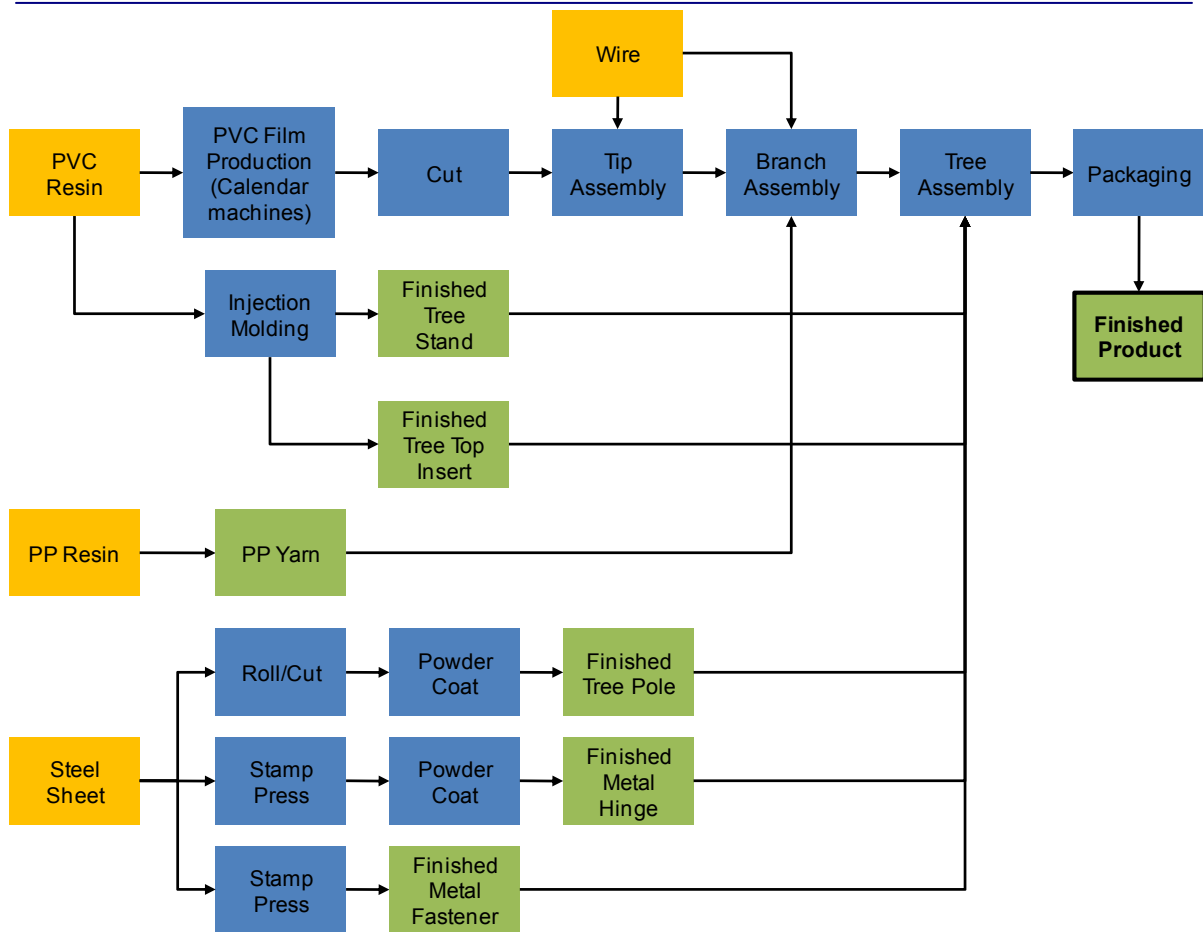 Wire
PVC
Resin
PVC Film
Production
(Calendar
machines)
Cut
Tip
Assembly
Branch
Assembly
Tree
Assembly
Packaging
Injection
Molding
Finished
Tree
Stand
Finished
Product
Finished
Tree Top
Insert
PP Resin
PP Yarn
Roll/Cut
Powder
Coat
Finished
Tree Pole
Steel
Sheet
Stamp
Press
Powder
Coat
Finished
Metal
Hinge
Stamp
Press
Finished
Metal
Fastener